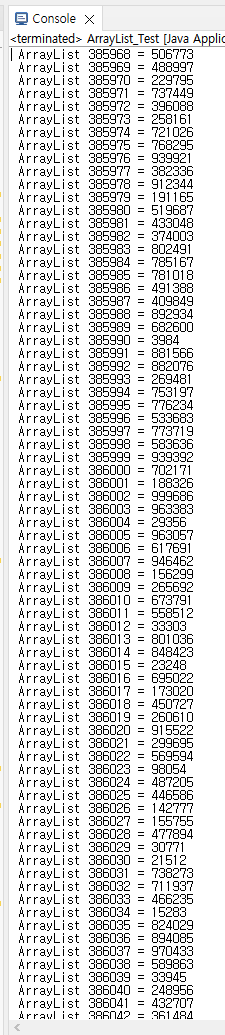 Console
<terminated> ArrayList_Test [Java Applic
ArrayList 385968 = 506773
ArrayList 385969 = 488997
ArrayList 385970 = 229795
ArrayList 385971 = 737449
ArrayList 385972 = 396088
ArrayList 385973 = 258161
ArrayList 385974 = 721026
ArrayList 385975 = 768295
ArrayList 385976 = 939921
ArrayList 385977 = 382336
ArrayList 385978 = 912344
ArrayList 385979 = 191165
ArrayList 385980 = 519687
ArrayList 385981 = 433048
ArrayList 385982 = 374003
ArrayList 385983 = 802491
ArrayList 385984 = 785167
ArrayList 385985 = 781018
ArrayList 385986 = 491388
ArrayList 385987 = 409849
ArrayList 385988 = 892934
ArrayList 385989 = 682600
ArrayList 385990 = 3984
ArrayList 385991 = 881566
ArrayList 385992 = 882076
ArrayList 385993 = 269481
ArrayList 385994 = 753197
ArrayList 385995 = 776234
ArrayList 385996 = 533683
ArrayList 385997 = 773719
ArrayList 385998 = 583636
ArrayList 385999 = 939392
ArrayList 386000 = 702171
ArrayList 386001 = 188326
ArrayList 386002 = 999686
ArrayList 386003 = 963383
ArrayList 386004 = 29356
ArrayList 386005 = 963057
ArrayList 386006 = 617691
ArrayList 386007 = 946462
ArrayList 386008 = 156299
ArrayList 386009 = 265692
ArrayList 386010 = 673791
ArrayList 386011 = 558512
ArrayList 386012 = 33303
ArrayList 386013 = 801036
ArrayList 386014 = 848423
ArrayList 386015 = 23248
ArrayList 386016 = 695022
ArrayList 386017 = 173020
ArrayList 386018 = 450727
ArrayList 386019 = 260610
ArrayList 386020 = 915522
ArrayList 386021 = 299695
ArrayList 386022 = 569594
ArrayList 386023 = 98054
ArrayList 386024 = 487205
ArrayList 386025 = 446586
ArrayList 386026 = 142777
ArrayList 386027 = 155755
ArrayList 386028 = 477894
ArrayList 386029 = 30771
ArrayList 386030 = 21512
ArrayList 386031 = 738273
ArrayList 386032 = 711937
ArrayList 386033 = 466235
ArrayList 386034 = 15283
ArrayList 386035 = 824029
ArrayList 386036 = 894085
ArrayList 386037 = 970433
ArrayList 386038 = 589863
ArrayList 386039 = 33945
ArrayList 386040 = 248956
ArrayList 386041 = 432707
ArrayList 386042 = 361484